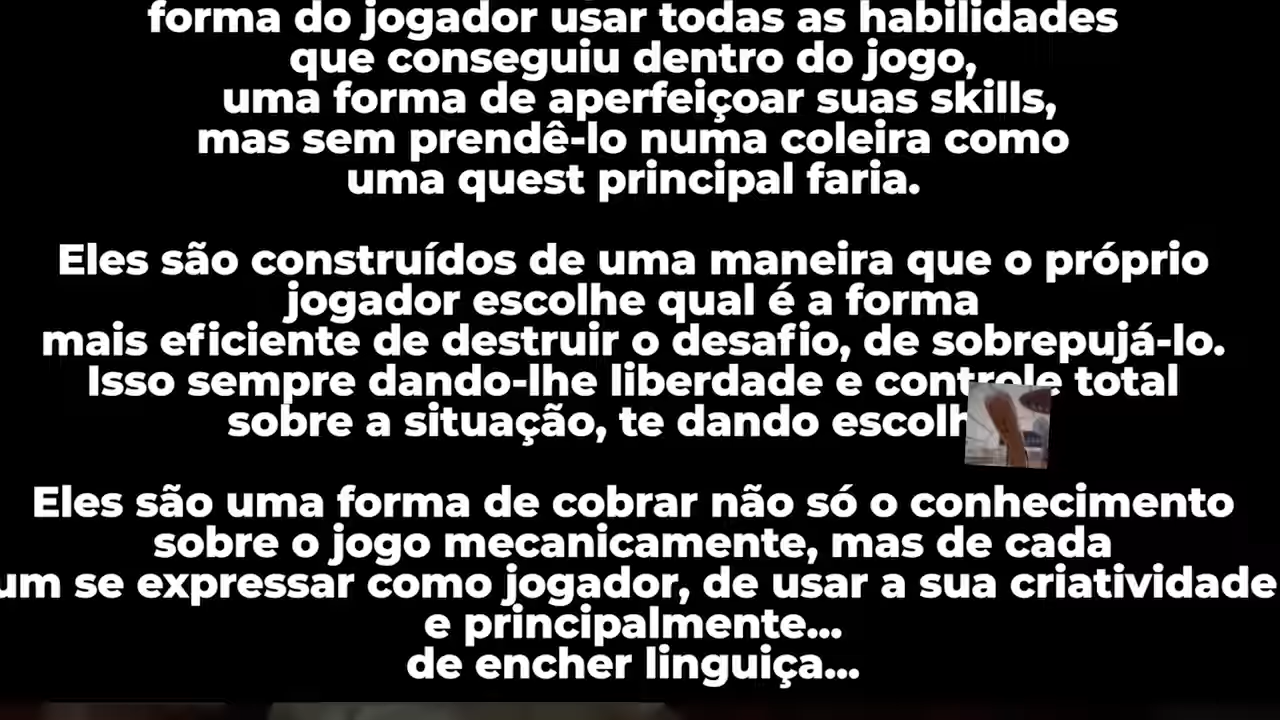 forma do jogador usar todas as habilidades
que conseguiu dentro do jogo,
uma forma de aperfeiçoar suas skills,
mas sem prendê-lo numa coleira como
uma quest principal faria.
Eles são construídos de uma maneira que o próprio
jogador escolhe qual é a forma
mais eficiente de destruir o desafio, de sobrepujá-lo.
Isso sempre dando-lhe liberdade e controle total
sobre a situação, te dando
Eles são uma forma de cobrar não só o conhecimento
sobre o jogo mecanicamente, mas de cada
um se expressar como jogador, de usar a sua criatividade
e principalmente...
de encher linguiça...